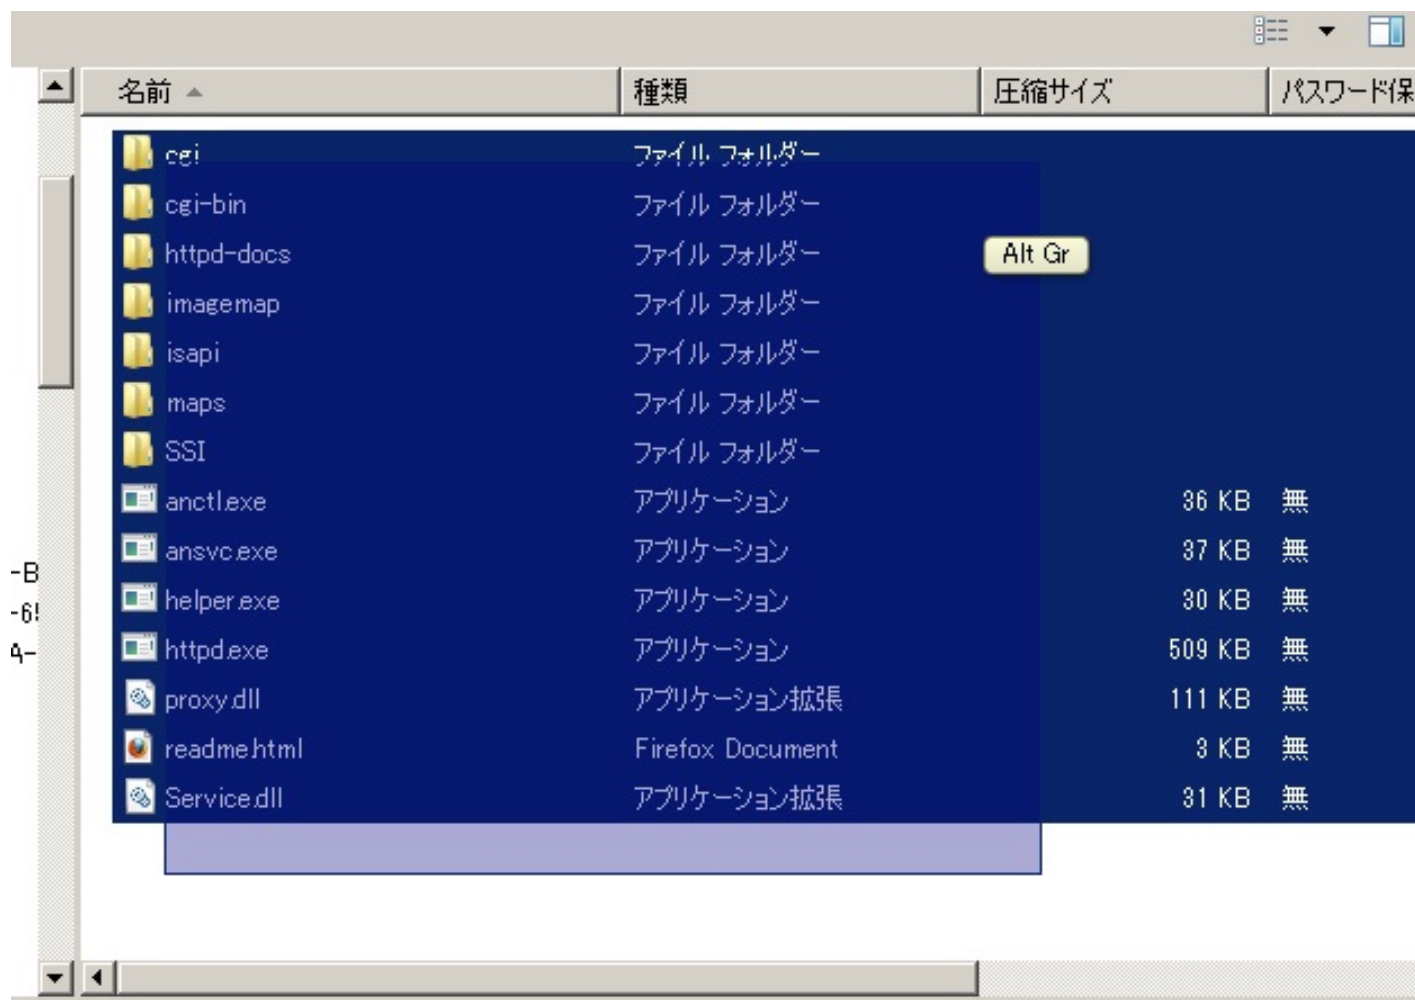 名前 種類 圧縮サイズ パスワード保
cgi ファイル フォルダー
cgi-bin ファイル フォルダー
httpd-docs ファイル フォルダー
Alt Gr
imagemap ファイル フォルダー
isapi ファイル フォルダー
maps ファイル フォルダー
SSI ファイル フォルダー
anctl.exe アプリケーション 36 KB 無
ansvc.exe アプリケーション 37 KB 無
-B
helper.exe アプリケーション 30 KB 無
-6!
httpd.exe アプリケーション 509 KB 無
A-
proxy.dll アプリケーション拡張 111 KB 無
readme.html Firefox Document 3 KB 無
Service.dll アプリケーション拡張 31 KB 無